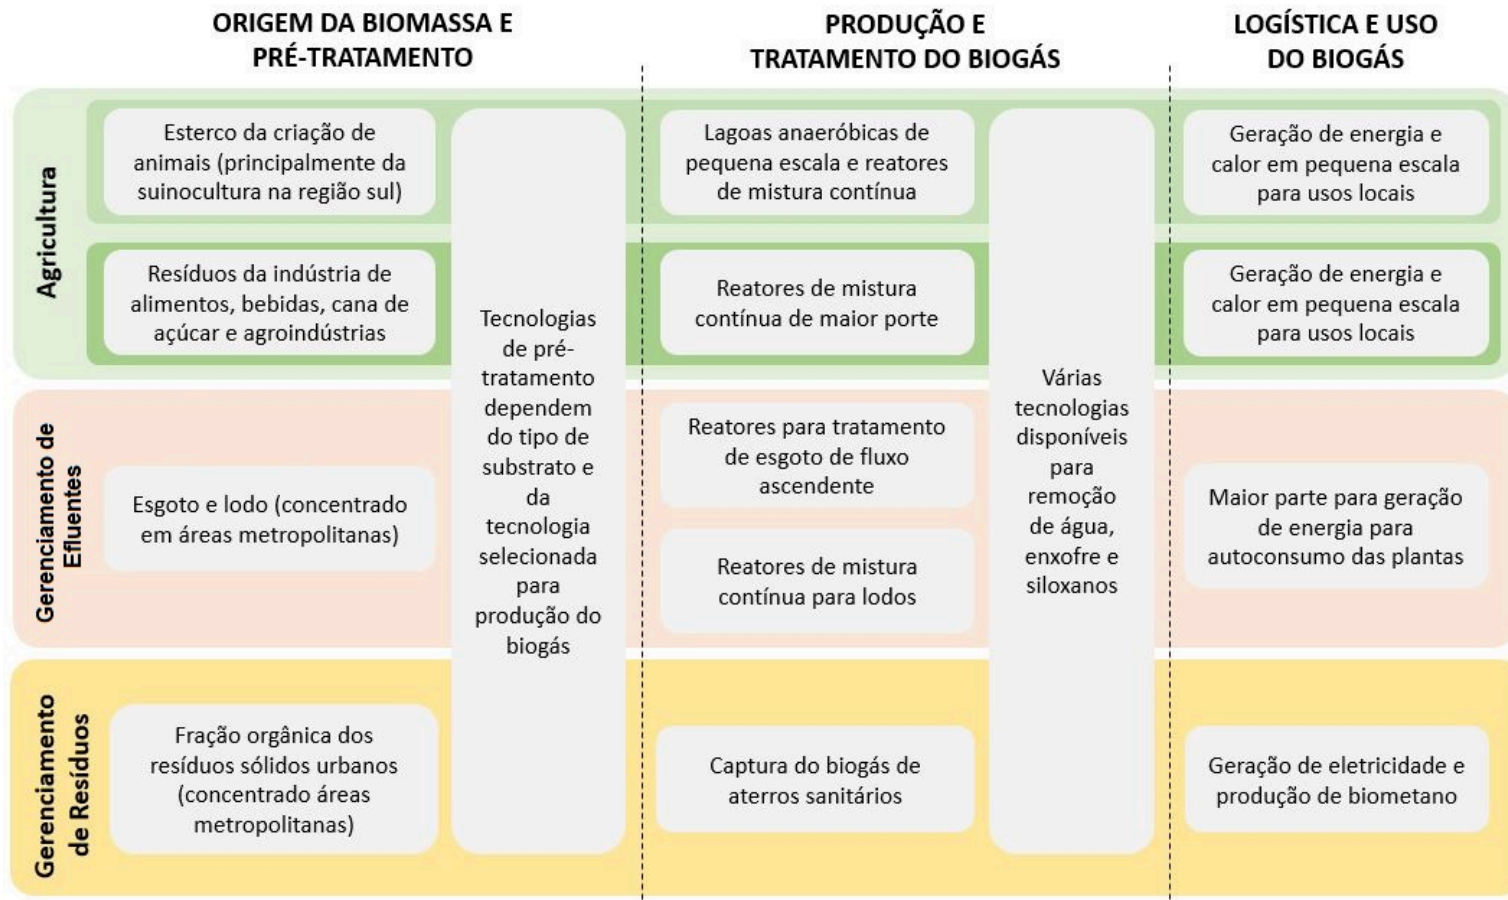 ORIGEM DA BIOMASSA E
PRÉ-TRATAMENTO
PRODUÇÃO E
TRATAMENTO DO BIOGÁS
LOGÍSTICA E USO
DO BIOGÁS
Agricultura
Esterco da criação de
animais (principalmente da
suinocultura na região sul)
Resíduos da indústria de
alimentos, bebidas, cana de
açúcar e agroindústrias
Tecnologias
de pré-
tratamento
dependem
do tipo de
substrato e
da
tecnologia
selecionada
para
produção do
biogás
Lagoas anaeróbicas de
pequena escala e reatores
de mistura contínua
Reatores de mistura
contínua de maior porte
Várias
tecnologias
disponíveis
para
remoção
de água,
enxofre e
siloxanos
Geração de energia e
calor em pequena escala
para usos locais
Geração de energia e
calor em pequena escala
para usos locais
Gerenciamento de
Efluentes
Esgoto e lodo (concentrado
em áreas metropolitanas)
Reatores para tratamento
de esgoto de fluxo
ascendente
Reatores de mistura
contínua para lodos
Maior parte para geração
de energia para
autoconsumo das plantas
Gerenciamento
de Resíduos
Fração orgânica dos
resíduos sólidos urbanos
(concentrado áreas
metropolitanas)
Captura do biogás de
aterros sanitários
Geração de eletricidade e
produção de biometano